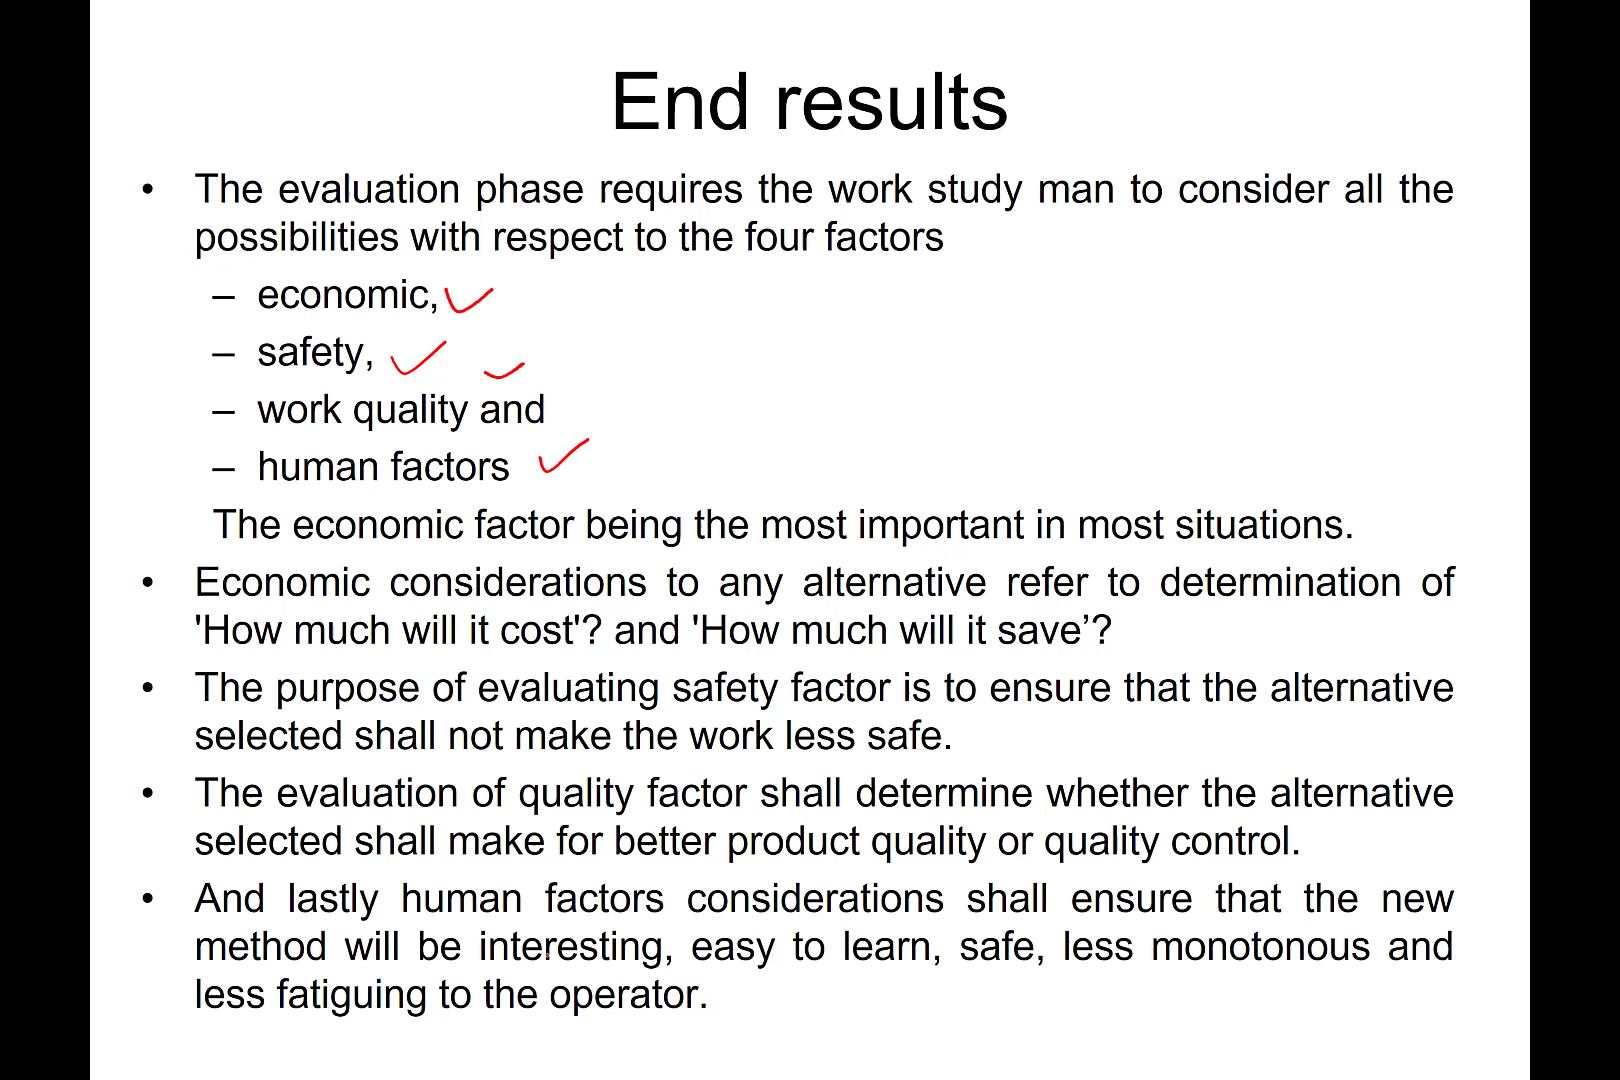 End results
• The evaluation phase requires the work study man to consider all the
possibilities with respect to the four factors
– economic,
– safety,
– work quality and
– human factors
The economic factor being the most important in most situations.
• Economic considerations to any alternative refer to determination of
'How much will it cost'? and 'How much will it save’?
• The purpose of evaluating safety factor is to ensure that the alternative
selected shall not make the work less safe.
• The evaluation of quality factor shall determine whether the alternative
selected shall make for better product quality or quality control.
• And lastly human factors considerations shall ensure that the new
method will be interesting, easy to learn, safe, less monotonous and
less fatiguing to the operator.